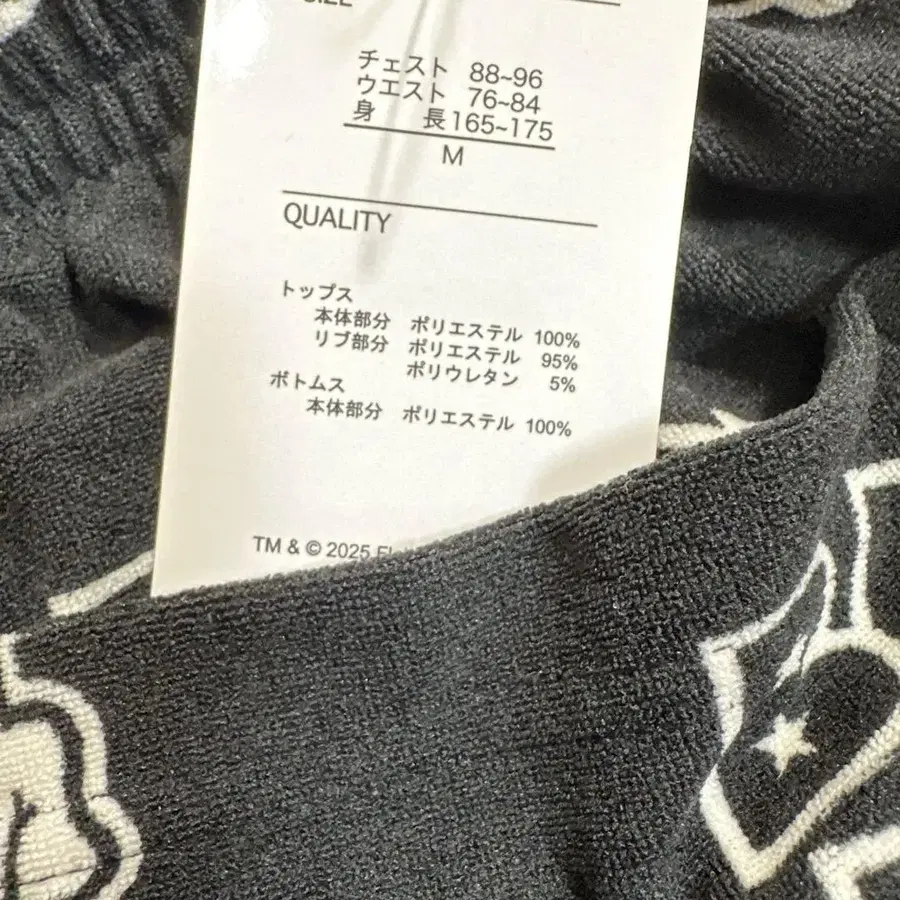 SIZE
チェスト 88~96
ウエスト 76~84
身 長165~175
M
QUALITY
トップス
本体部分 ポリエステル 100%
リブ部分 ポリエステル 95%
ポリウレタン 5%
ボトムス
本体部分 ポリエステル 100%
TM & © 2025